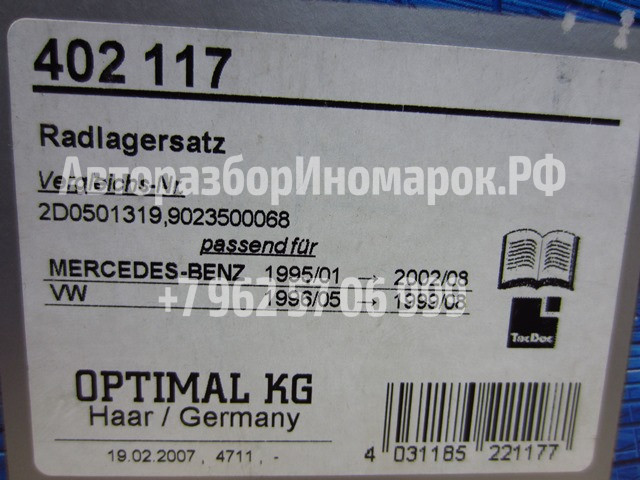 402 117
Radlagersatz
АвторазборИномарок.РФ
Vergleichs-Nr.
2D0501319,9023500068
passend für
MERCEDES-BENZ 1995/01 → 2002/08
VW 1996/05 → 1999/08
TecDoc
OPTIMAL KG
Haar / Germany
19.02.2007 , 4711 , -
4 031185 221177